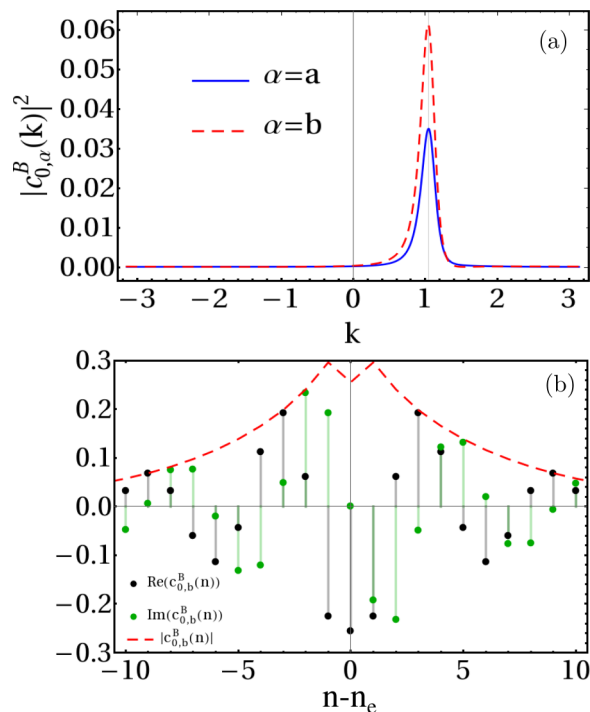 (a)
0.06
0.05
0.04
0.03
0.02
0.01
0.00
|c^B_{0,α}(k)|^2
α=a
α=b
−3 −2 −1 0 1 2 3
k
(b)
0.3
0.2
0.1
0.0
−0.1
−0.2
−0.3
Re(c^B_{0,b}(n))
Im(c^B_{0,b}(n))
|c^B_{0,b}(n)|
−10 −5 0 5 10
n-n_e